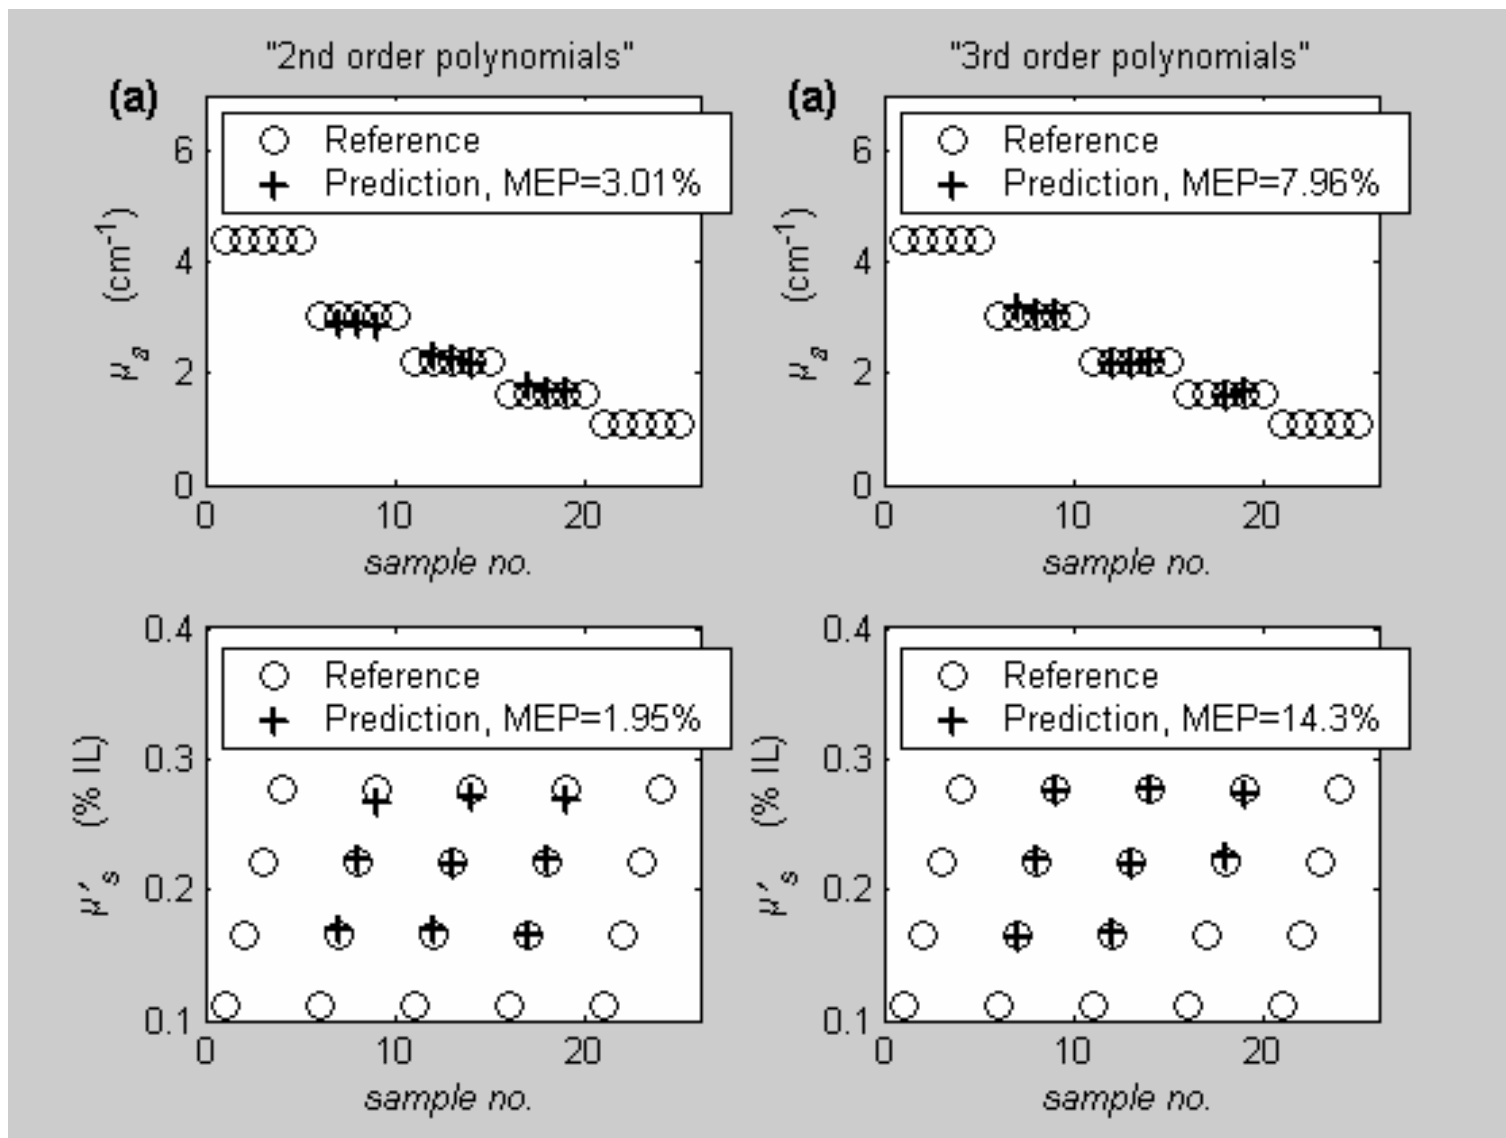 "2nd order polynomials"
(a)
Reference
Prediction, MEP=3.01%
6
4
2
0
μa (cm-1)
0
10
20
sample no.
"3rd order polynomials"
(a)
Reference
Prediction, MEP=7.96%
6
4
2
0
μa (cm-1)
0
10
20
sample no.
0.4
Reference
Prediction, MEP=1.95%
0.3
0.2
0.1
μ's (% IL)
0
10
20
sample no.
0.4
Reference
Prediction, MEP=14.3%
0.3
0.2
0.1
μ's (% IL)
0
10
20
sample no.